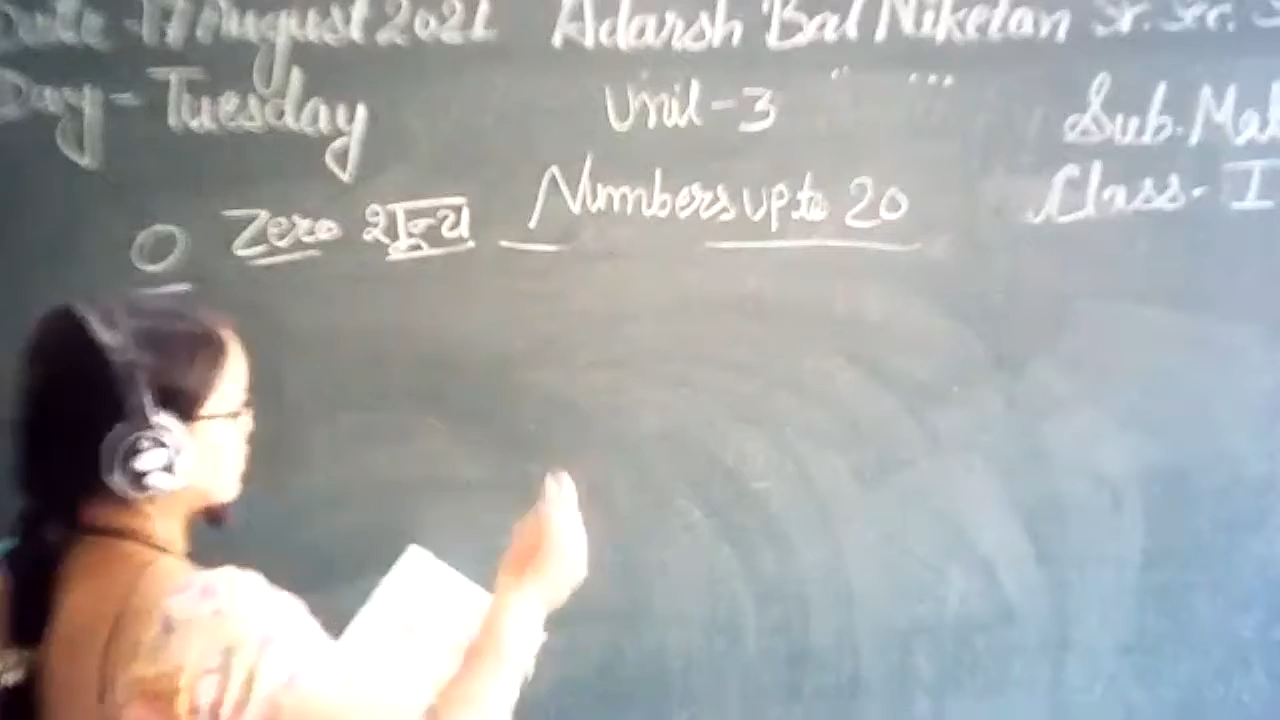 Date - 17 August 2021 Adarsh Bal Niketan Sr. Sec. S
Day - Tuesday Unit - 3 Sub. Mat
Numbers up to 20 Class - I
0 Zero शून्य